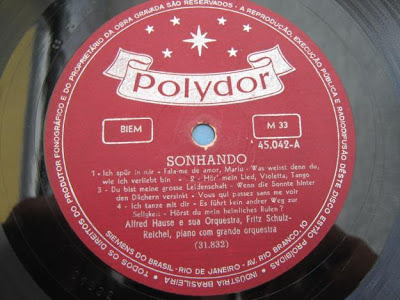 E DO PROPRIETÁRIO DA OBRA GRAVADA SÃO RESERVADOS - A REPRODUÇÃO, EXECUÇÃO PÚBLICA E RADIODIFUSÃO DÊSTE DISCO ESTÃO PROIBIDAS • TODOS OS DIREITOS DO PRODUTOR FONOGRÁFICO
Polydor
BIEM
M 33
45.042-A
SONHANDO
1 - Ich spür in mir - Fala-me de amor, Mariu - Was weisst denn du,
wie ich verliebt bin - 2 - Hör' mein Lied, Violetta, Tango
3 - Du bist meine grosse Leidenschaft - Wenn die Sonnte hinter
den Dächern versinkt - Vous qui passez sans me voir
4 - Ich tanze mit dir - Es führt kein andrer Weg zur
Seligkeit - Hörst du mein heimliches Rufen?
Alfred Hause e sua Orquestra, Fritz Schulz-
Reichel, piano com grande orquestra
(31.832)
SIEMENS DO BRASIL - RIO DE JANEIRO - AV. RIO BRANCO, 10
INDÚSTRIA BRASILEIRA